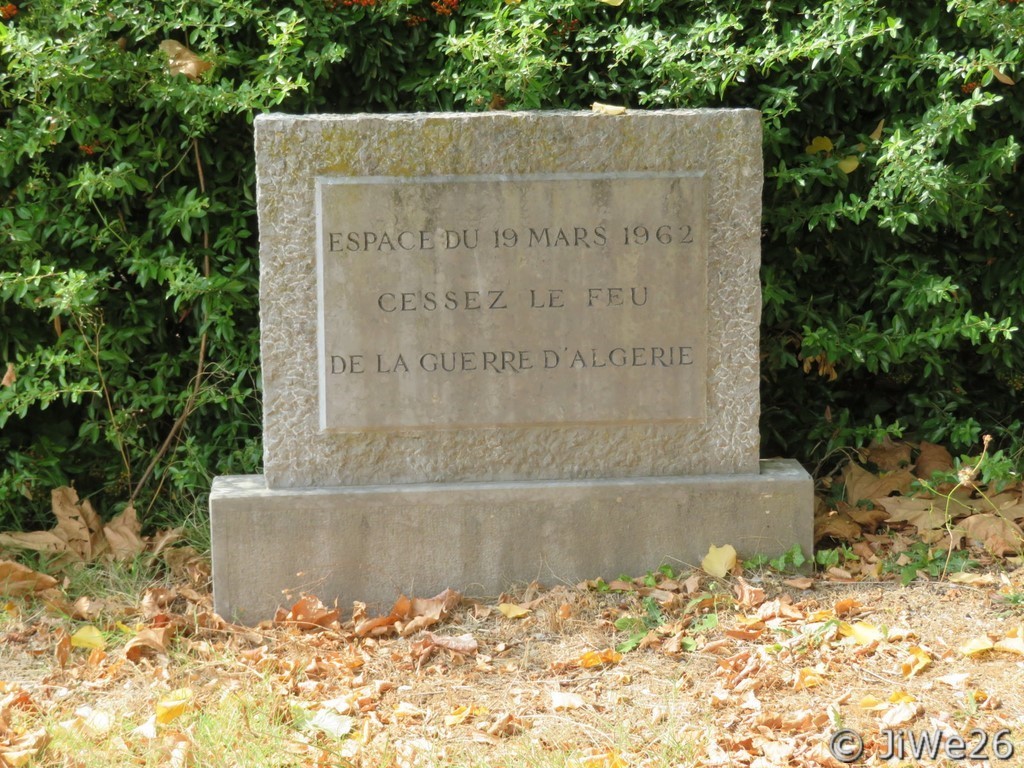 ESPACE DU 19 MARS 1962
CESSEZ LE FEU
DE LA GUERRE D'ALGERIE
© JiWe26